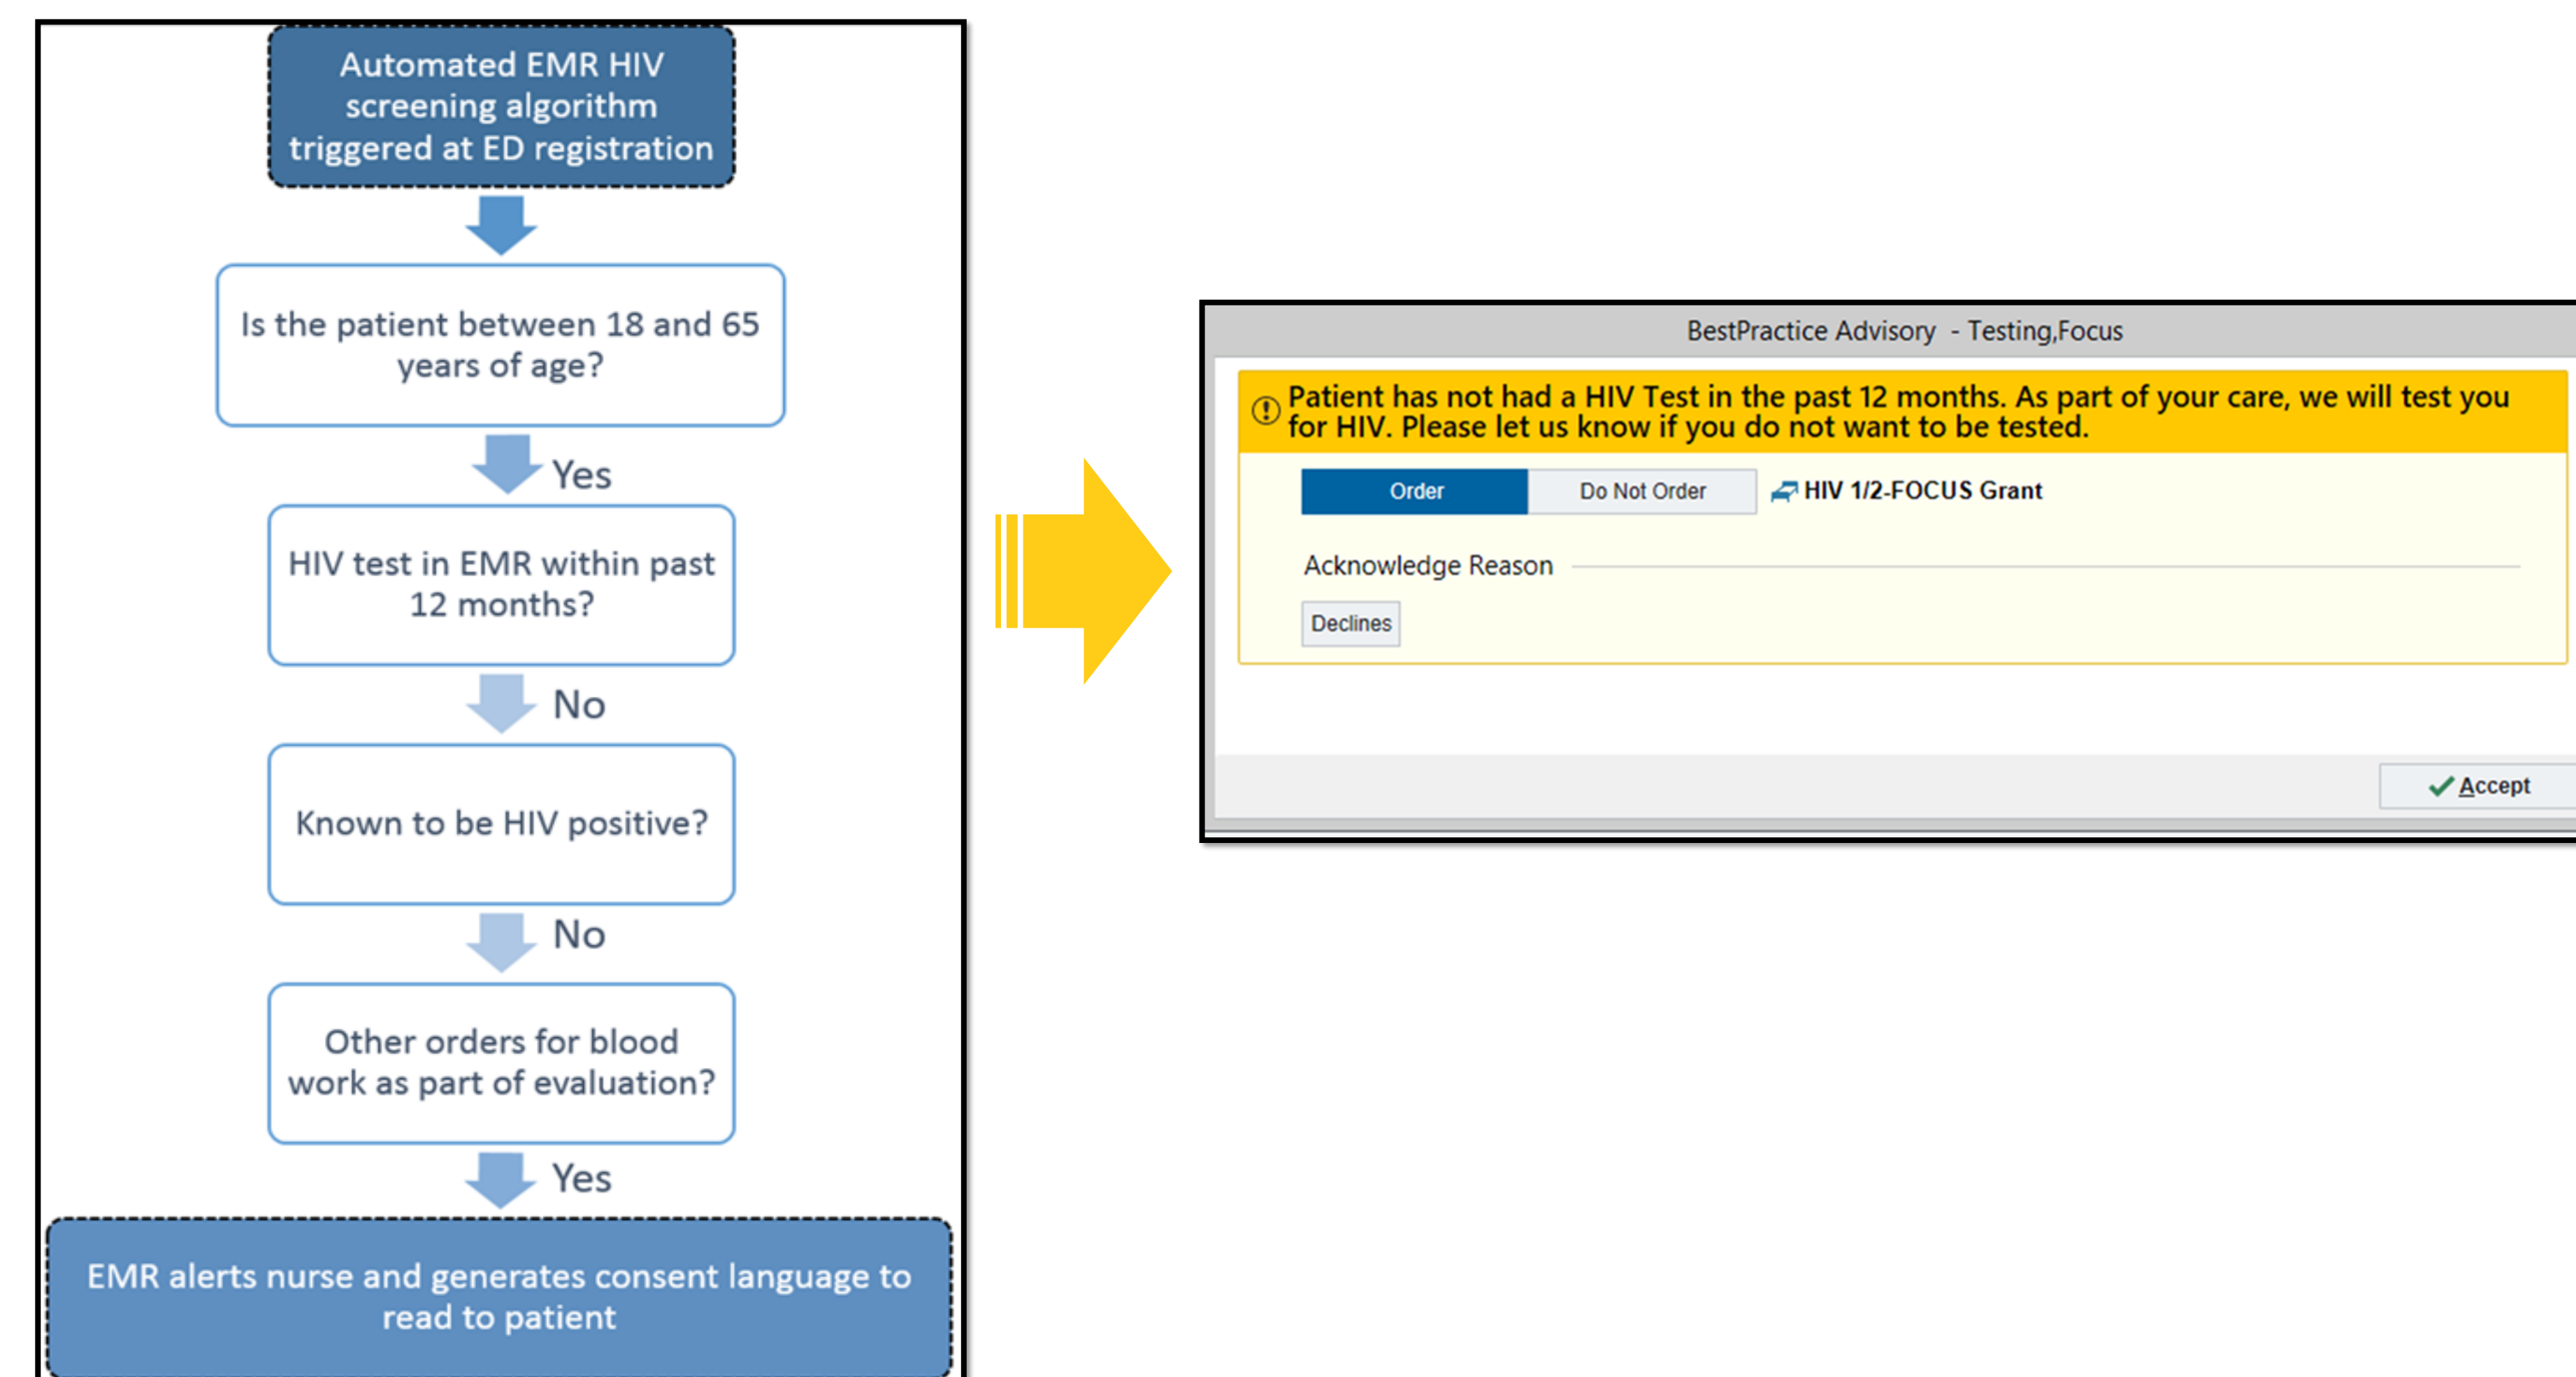 Automated EMR HIV
screening algorithm
triggered at ED registration
Is the patient between 18 and 65
years of age?
Yes
HIV test in EMR within past
12 months?
No
Known to be HIV positive?
No
Other orders for blood
work as part of evaluation?
Yes
EMR alerts nurse and generates consent language to
read to patient
BestPractice Advisory - Testing,Focus
Patient has not had a HIV Test in the past 12 months. As part of your care, we will test you
for HIV. Please let us know if you do not want to be tested.
Order Do Not Order HIV 1/2-FOCUS Grant
Acknowledge Reason
Declines
Accept